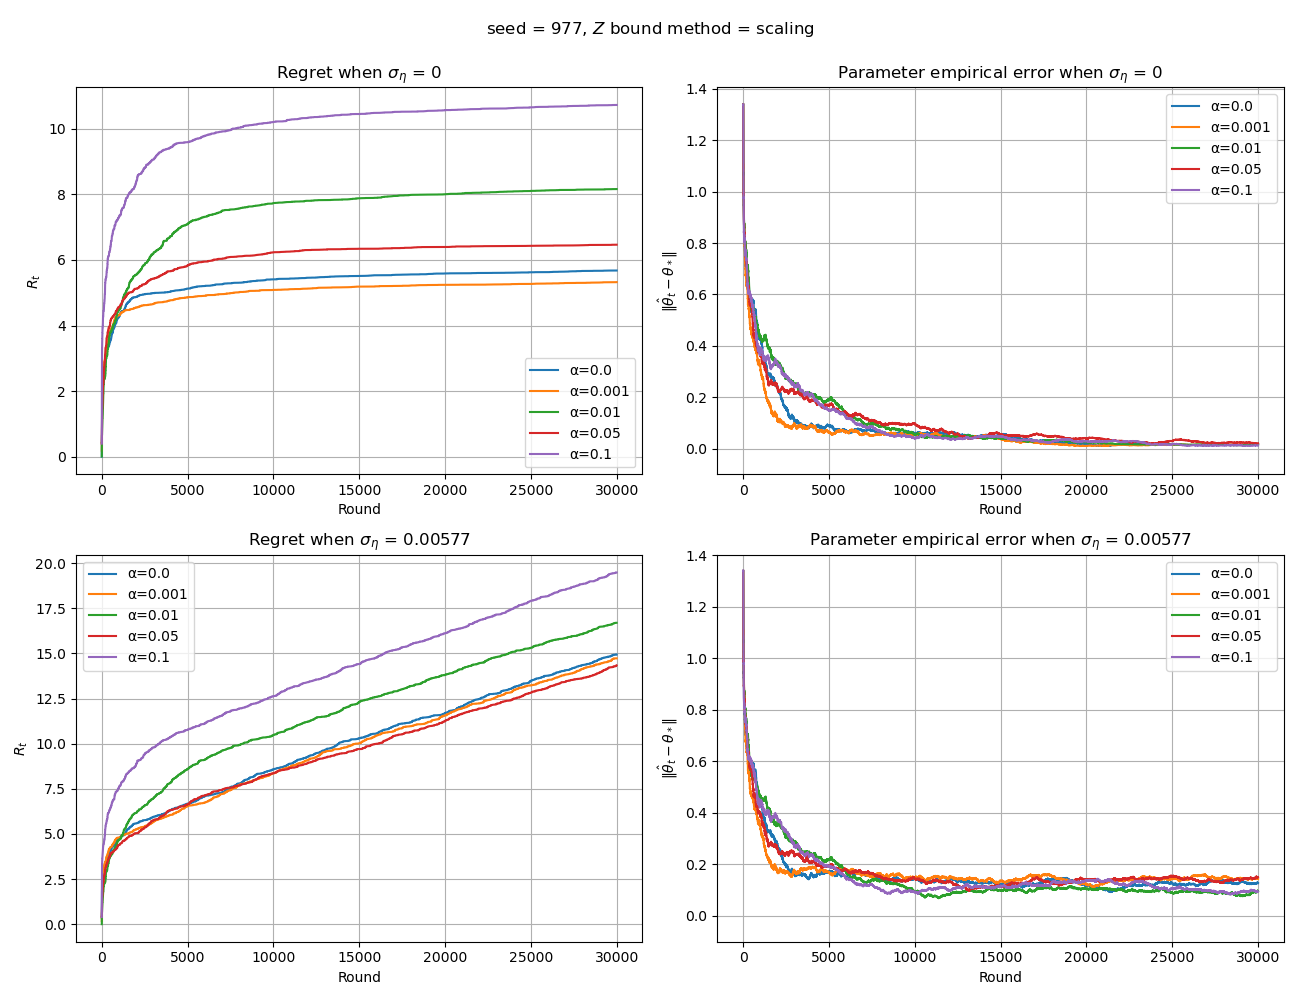 seed = 977, Z bound method = scaling
Regret when σ_η = 0
R_t
10
8
6
4
2
0
0 5000 10000 15000 20000 25000 30000
Round
α=0.0
α=0.001
α=0.01
α=0.05
α=0.1
Parameter empirical error when σ_η = 0
‖θ̂_t − θ_*‖
1.4
1.2
1.0
0.8
0.6
0.4
0.2
0.0
0 5000 10000 15000 20000 25000 30000
Round
α=0.0
α=0.001
α=0.01
α=0.05
α=0.1
Regret when σ_η = 0.00577
R_t
20.0
17.5
15.0
12.5
10.0
7.5
5.0
2.5
0.0
0 5000 10000 15000 20000 25000 30000
Round
α=0.0
α=0.001
α=0.01
α=0.05
α=0.1
Parameter empirical error when σ_η = 0.00577
‖θ̂_t − θ_*‖
1.4
1.2
1.0
0.8
0.6
0.4
0.2
0.0
0 5000 10000 15000 20000 25000 30000
Round
α=0.0
α=0.001
α=0.01
α=0.05
α=0.1